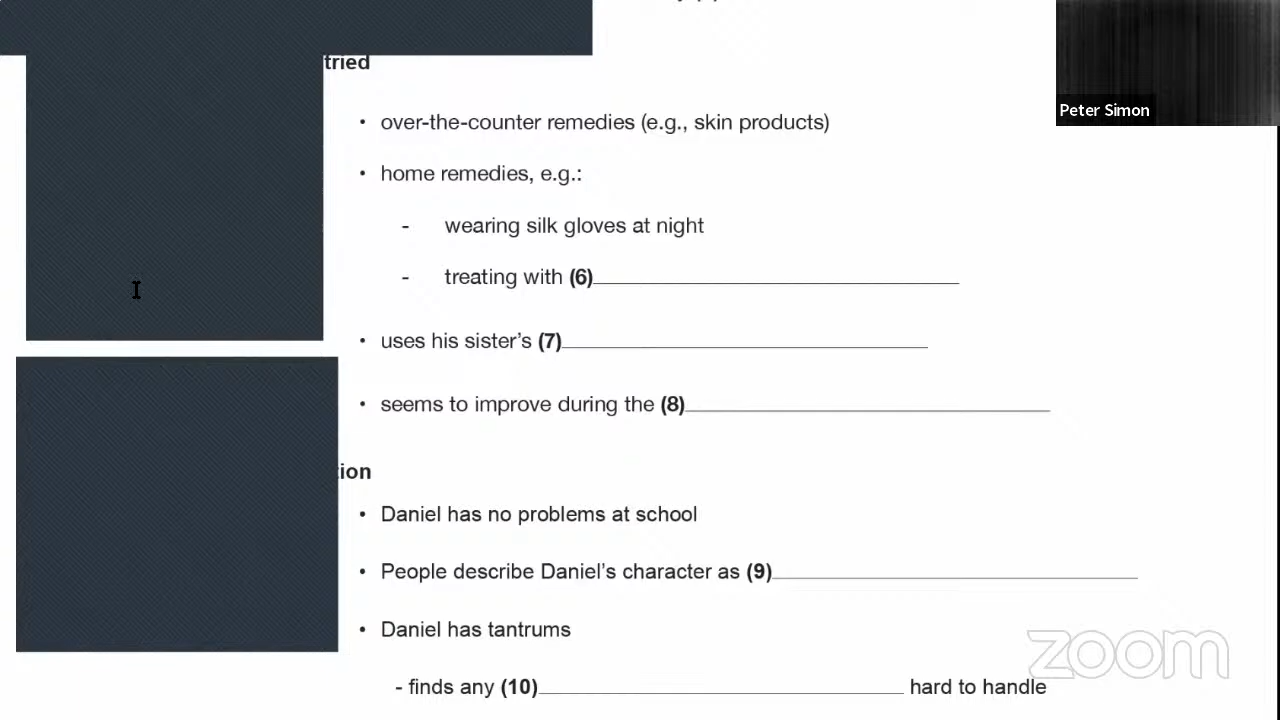 tried
Peter Simon
• over-the-counter remedies (e.g., skin products)
• home remedies, e.g.:
- wearing silk gloves at night
- treating with (6)
• uses his sister’s (7)
• seems to improve during the (8)
tion
• Daniel has no problems at school
• People describe Daniel’s character as (9)
• Daniel has tantrums
zoom
- finds any (10) hard to handle